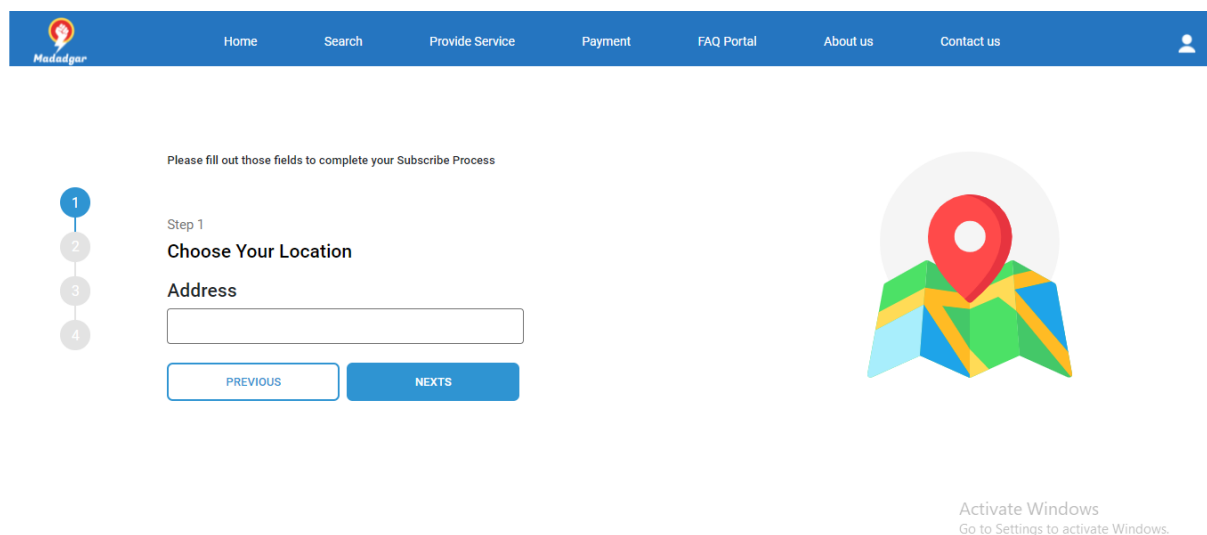 Madadgar
Home Search Provide Service Payment FAQ Portal About us Contact us
Please fill out those fields to complete your Subscribe Process
1
Step 1
2
Choose Your Location
3
Address
4
PREVIOUS NEXTS
Activate Windows
Go to Settings to activate Windows.